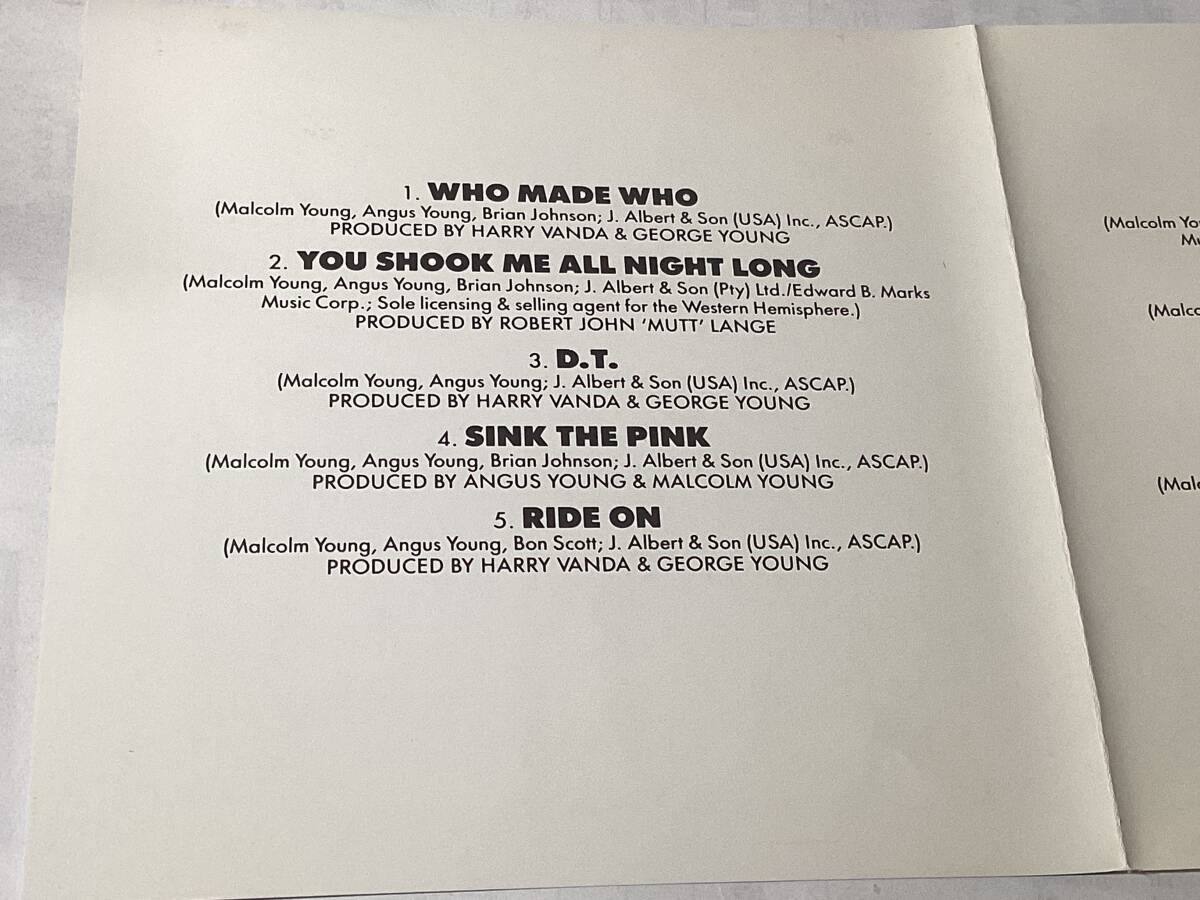 1. WHO MADE WHO
(Malcolm Young, Angus Young, Brian Johnson; J. Albert & Son (USA) Inc., ASCAP.)
PRODUCED BY HARRY VANDA & GEORGE YOUNG
2. YOU SHOOK ME ALL NIGHT LONG
(Malcolm Young, Angus Young, Brian Johnson; J. Albert & Son (Pty) Ltd./Edward B. Marks
Music Corp.; Sole licensing & selling agent for the Western Hemisphere.)
PRODUCED BY ROBERT JOHN 'MUTT' LANGE
3. D.T.
(Malcolm Young, Angus Young; J. Albert & Son (USA) Inc., ASCAP.)
PRODUCED BY HARRY VANDA & GEORGE YOUNG
4. SINK THE PINK
(Malcolm Young, Angus Young, Brian Johnson; J. Albert & Son (USA) Inc., ASCAP.)
PRODUCED BY ANGUS YOUNG & MALCOLM YOUNG
5. RIDE ON
(Malcolm Young, Angus Young, Bon Scott; J. Albert & Son (USA) Inc., ASCAP.)
PRODUCED BY HARRY VANDA & GEORGE YOUNG
(Malcolm